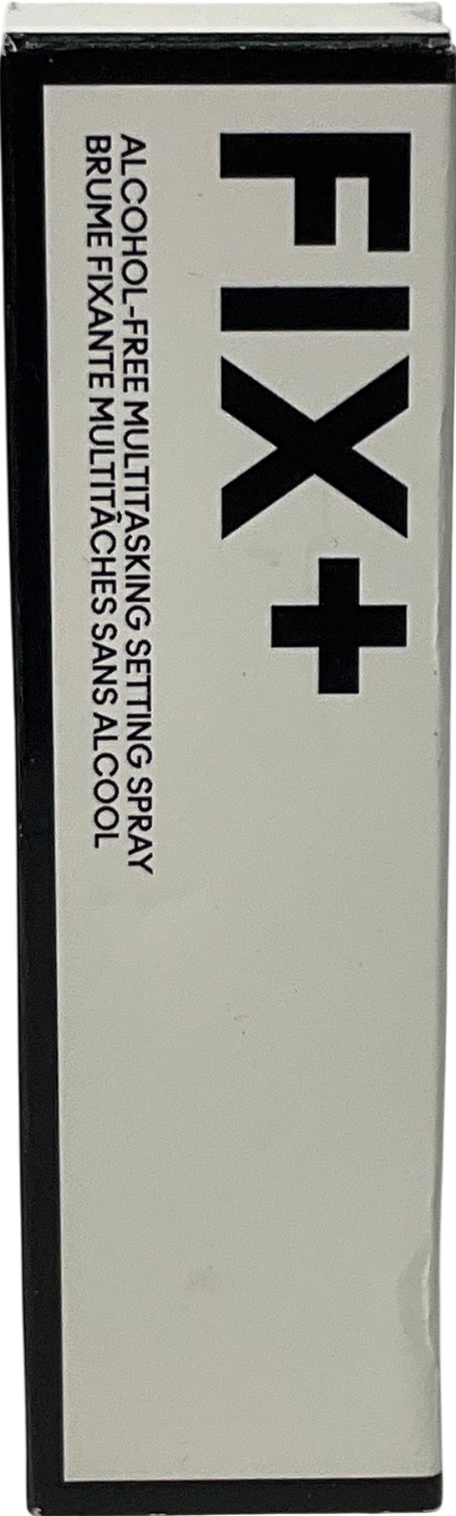 FIX+
ALCOHOL-FREE MULTITASKING SETTING SPRAY
BRUME FIXANTE MULTITÂCHES SANS ALCOOL